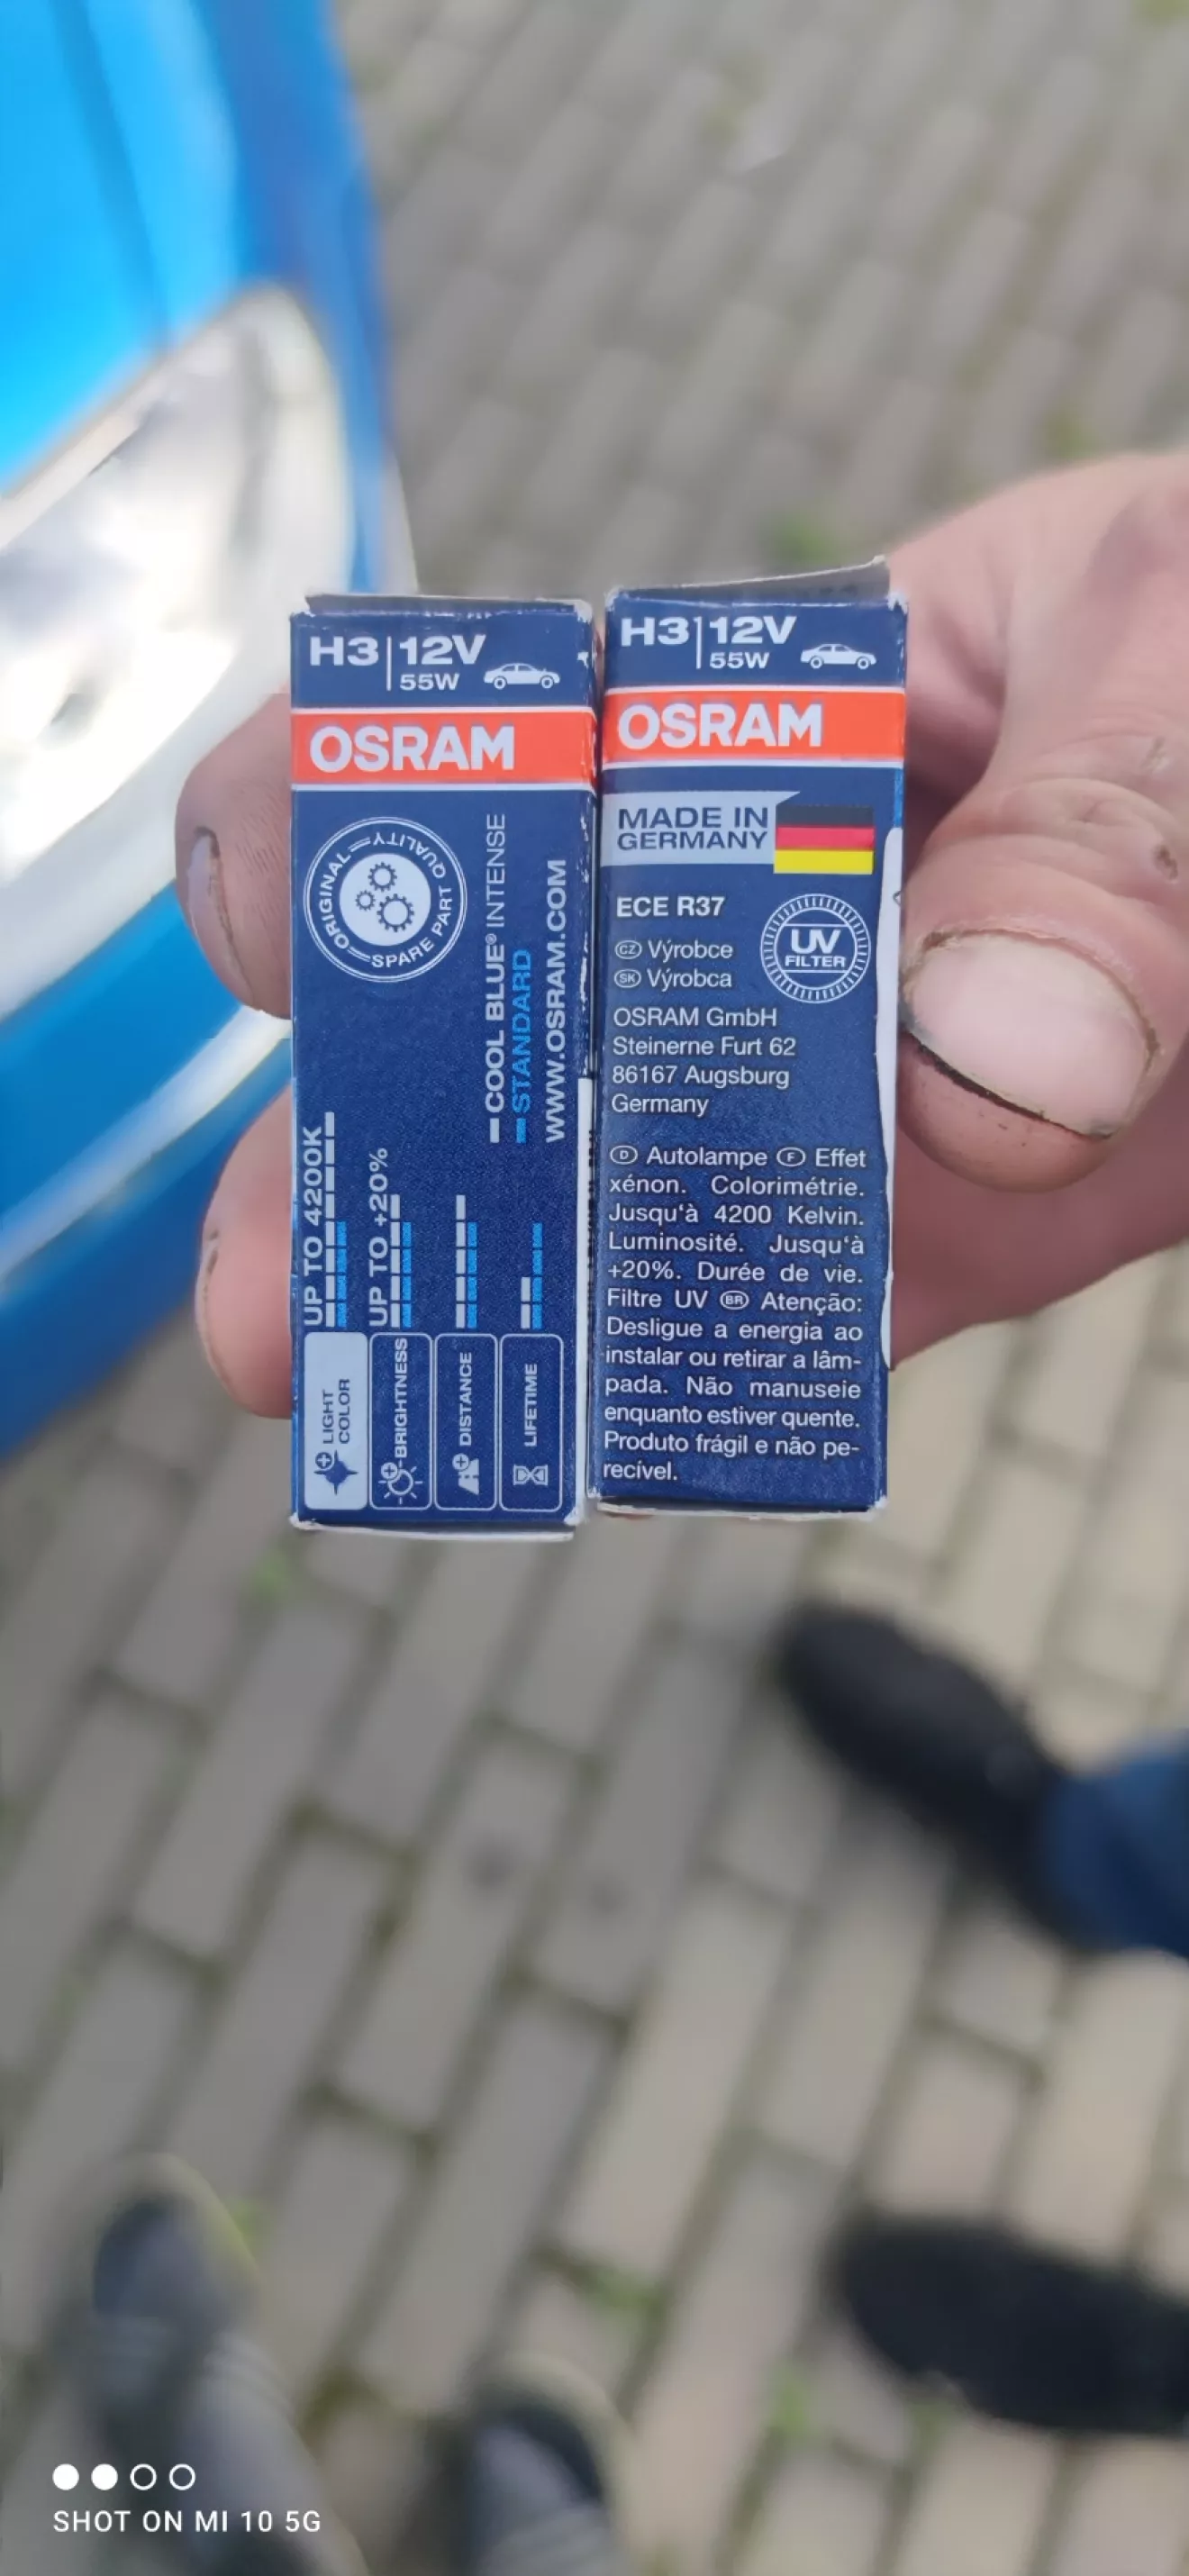 H3 12V
55W
OSRAM
ORIGINAL
SPARE PART QUALITY
COOL BLUE® INTENSE
STANDARD
WWW.OSRAM.COM
UP TO 4200K
UP TO +20%
LIGHT
COLOR
BRIGHTNESS
DISTANCE
LIFETIME
H3 12V
55W
OSRAM
MADE IN
GERMANY
ECE R37
UV
FILTER
CZ Výrobce
SK Výrobca
OSRAM GmbH
Steinerne Furt 62
86167 Augsburg
Germany
D Autolampe F Effet
xénon. Colorimétrie.
Jusqu‘à 4200 Kelvin.
Luminosité. Jusqu‘à
+20%. Durée de vie.
Filtre UV BR Atenção:
Desligue a energia ao
instalar ou retirar a lâm-
pada. Não manuseie
enquanto estiver quente.
Produto frágil e não pe-
recível.
SHOT ON MI 10 5G